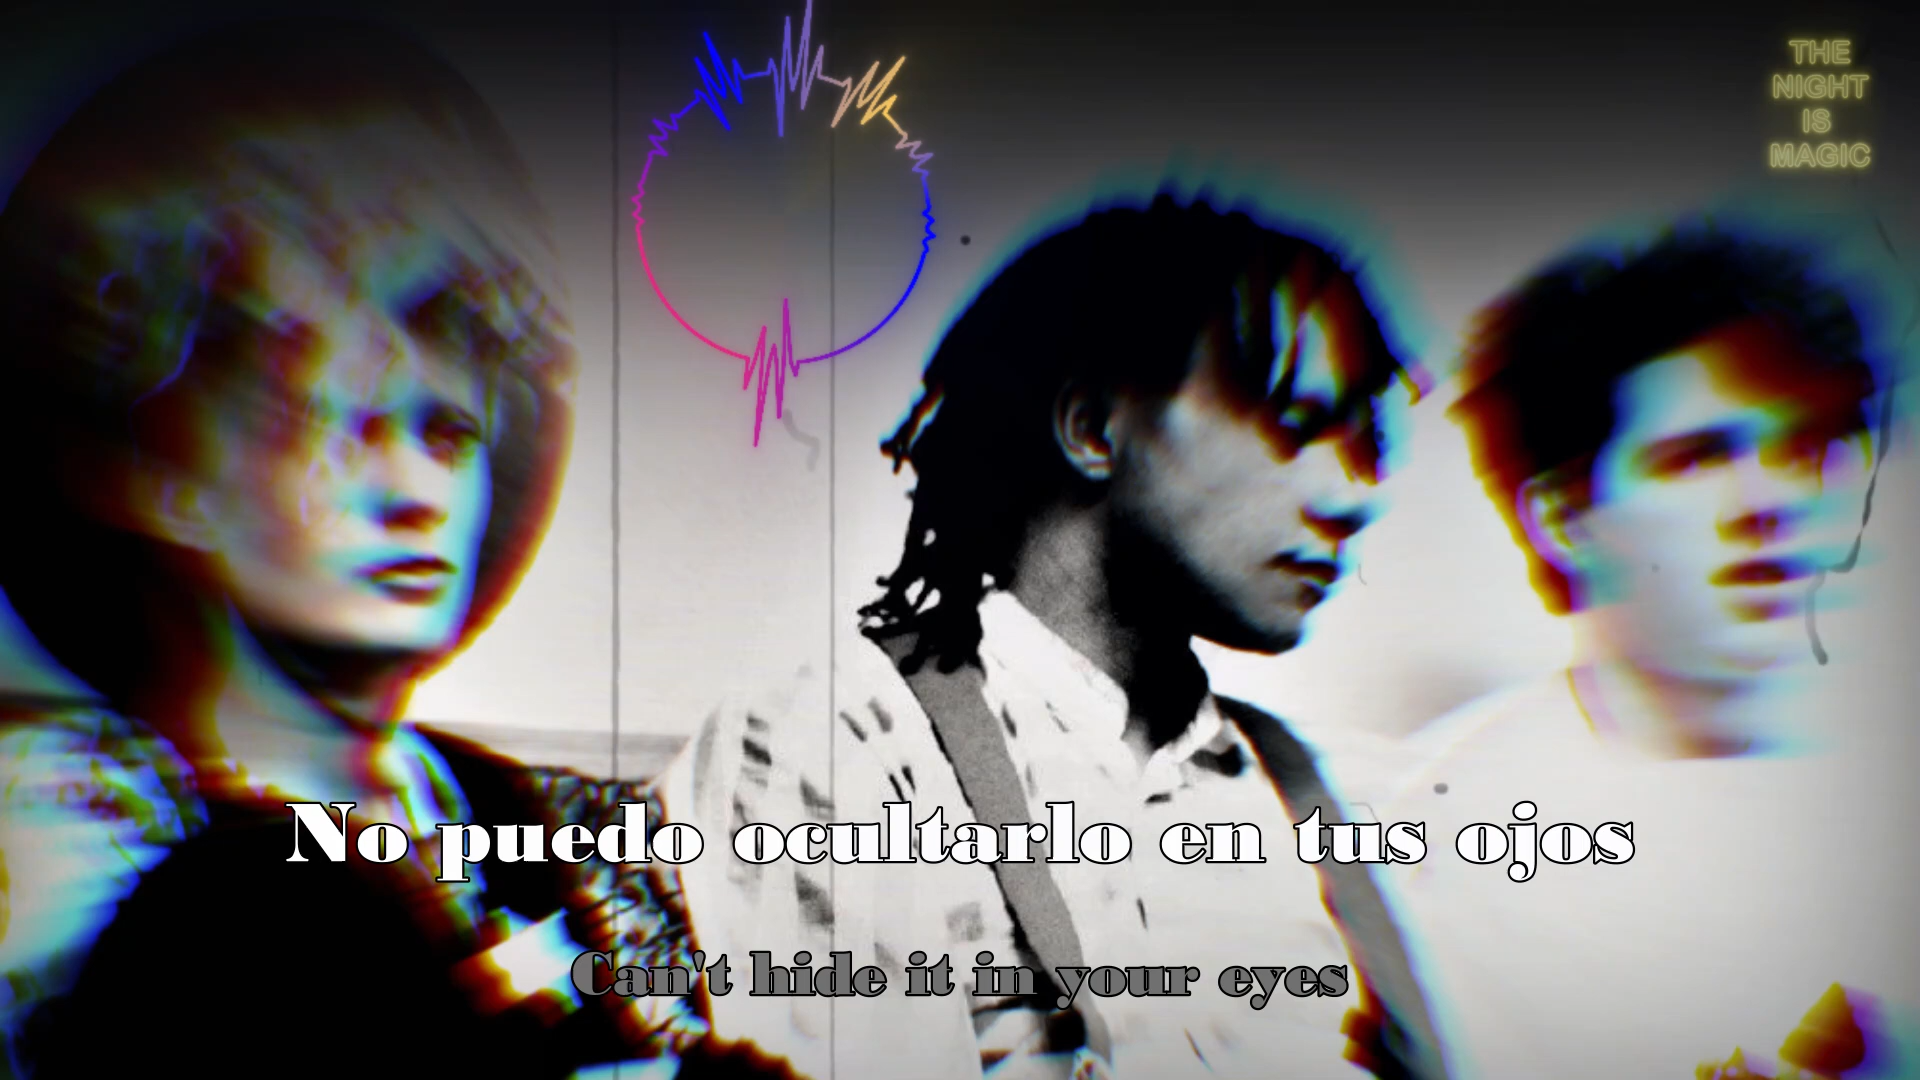 THE
NIGHT
IS
MAGIC
No puedo ocultarlo en tus ojos
Can't hide it in your eyes